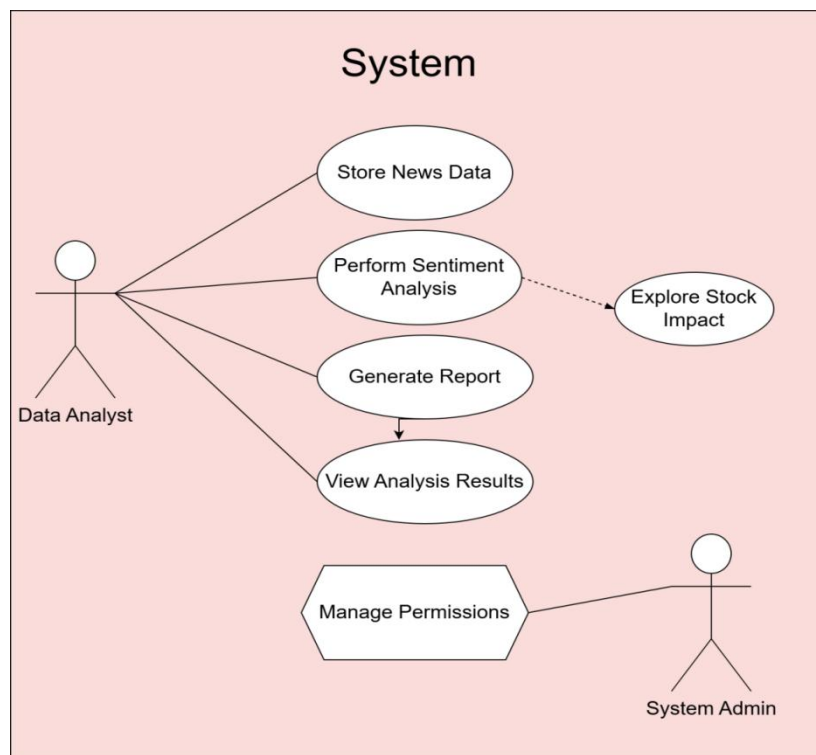 System
Store News Data
Perform Sentiment
Analysis
Explore Stock
Impact
Generate Report
Data Analyst
View Analysis Results
Manage Permissions
System Admin